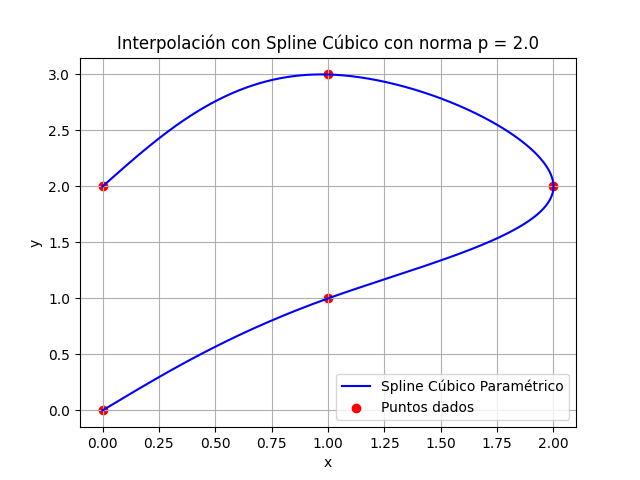 Interpolación con Spline Cúbico con norma p = 2.0
3.0
2.5
2.0
1.5
1.0
0.5
0.0
y
Spline Cúbico Paramétrico
Puntos dados
0.00 0.25 0.50 0.75 1.00 1.25 1.50 1.75 2.00
x